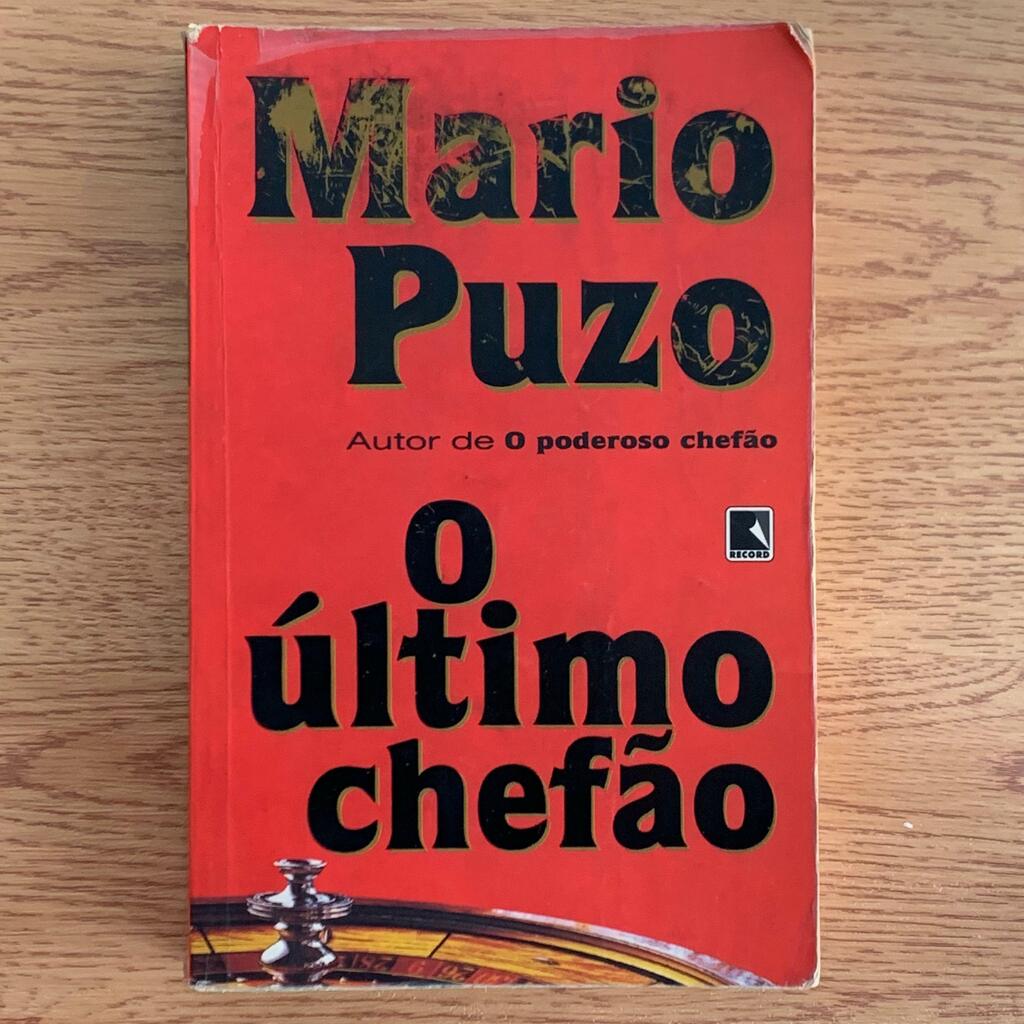 Mario
Puzo
Autor de O poderoso chefão
RECORD
o
último
chefão